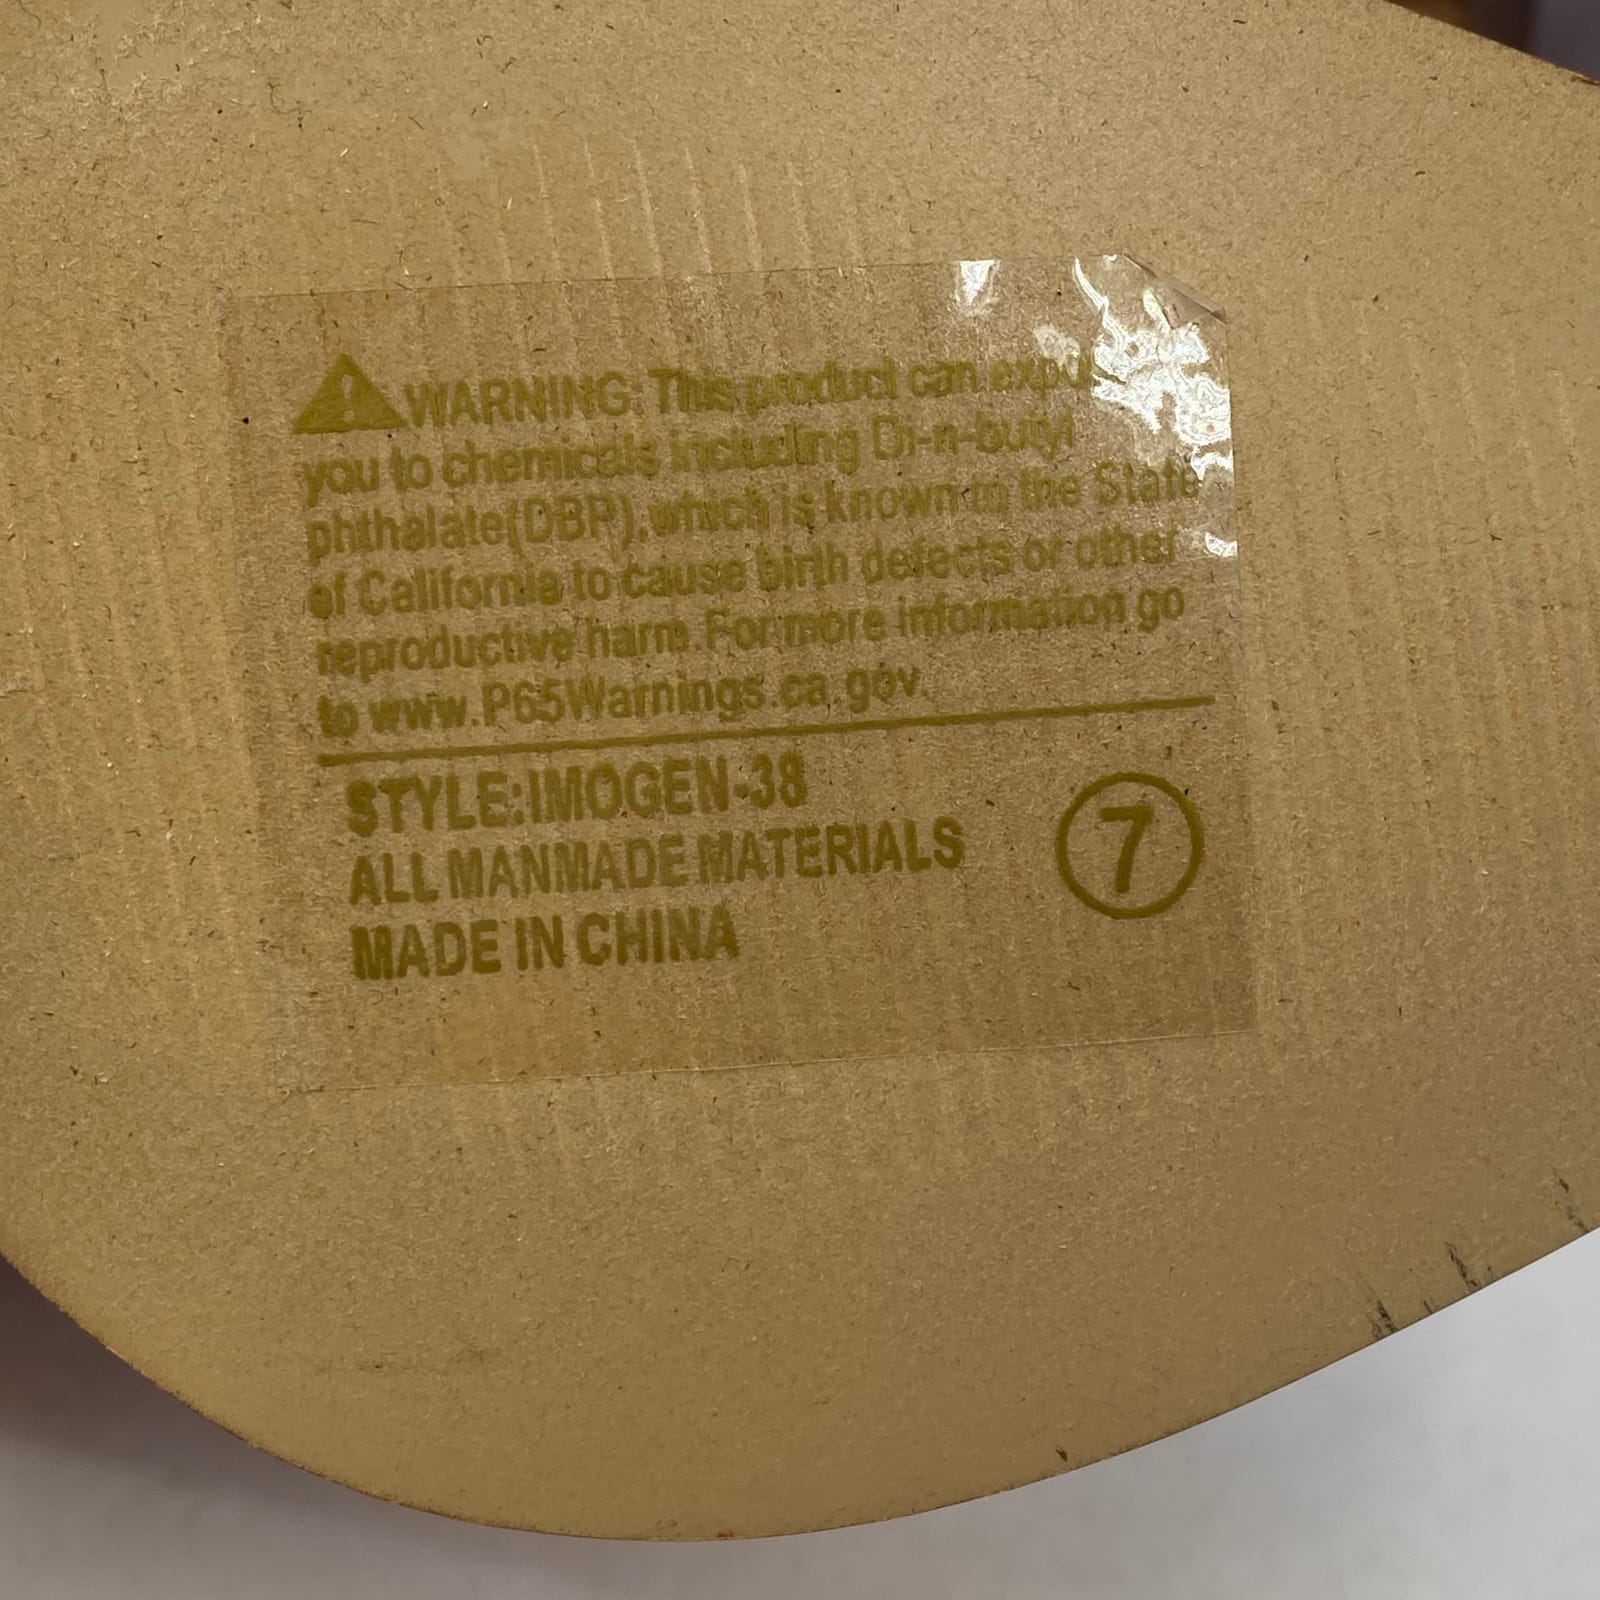 WARNING: This product can expo
you to chemicals including Di-n-butyl
phthalate(DBP),which is known to the State
of California to cause birth defects or other
reproductive harm.For more information go
to www.P65Warnings.ca.gov.
STYLE:IMOGEN-38
ALL MANMADE MATERIALS
7
MADE IN CHINA